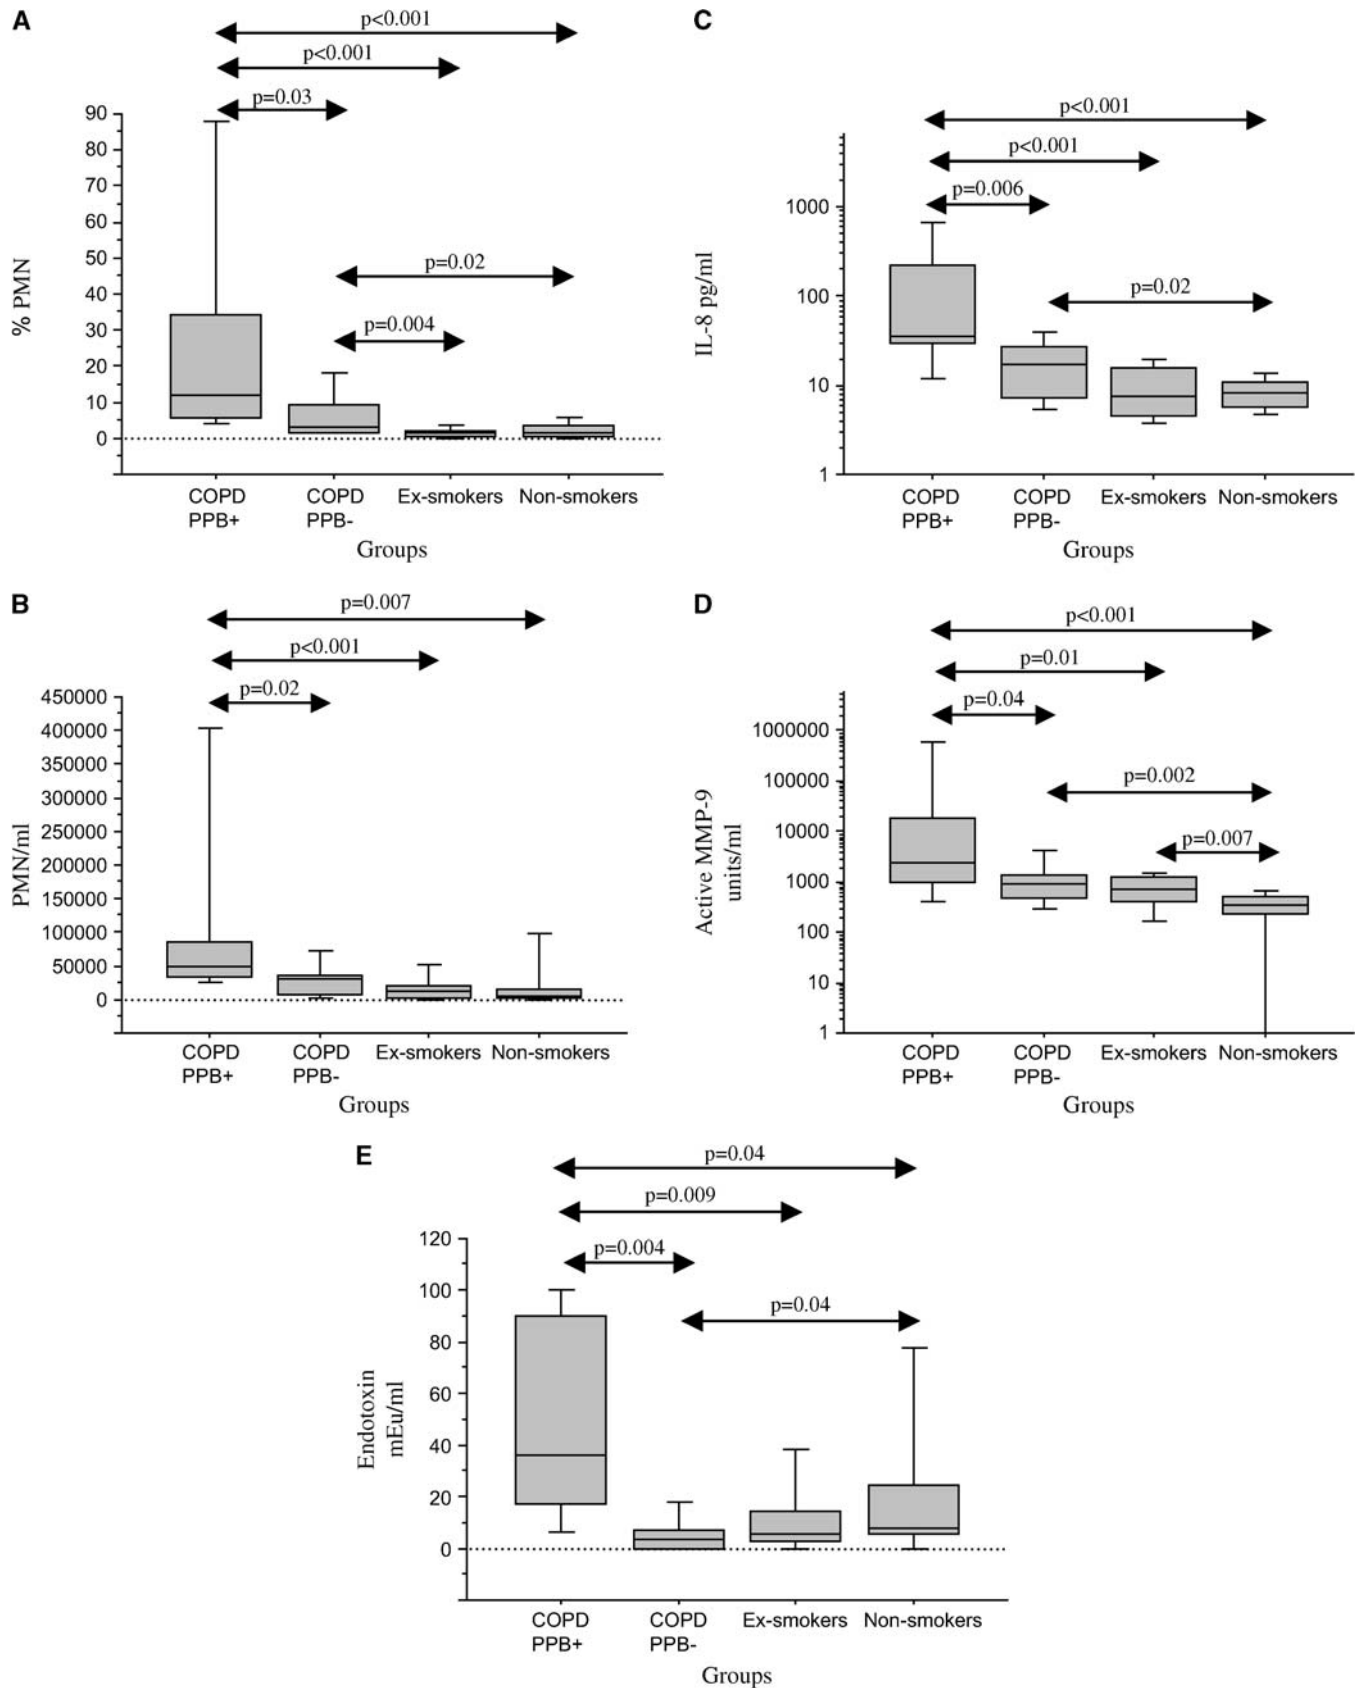 A
p<0.001
p<0.001
p=0.03
90
80
70
60
50
40
30
20
10
0
% PMN
p=0.02
p=0.004
COPD PPB+
COPD PPB-
Ex-smokers
Non-smokers
Groups
C
p<0.001
p<0.001
p=0.006
1000
100
10
1
IL-8 pg/ml
p=0.02
COPD PPB+
COPD PPB-
Ex-smokers
Non-smokers
Groups
B
p=0.007
p<0.001
p=0.02
450000
400000
350000
300000
250000
200000
150000
100000
50000
0
PMN/ml
COPD PPB+
COPD PPB-
Ex-smokers
Non-smokers
Groups
D
p<0.001
p=0.01
p=0.04
1000000
100000
10000
1000
100
10
1
Active MMP-9
units/ml
p=0.002
p=0.007
COPD PPB+
COPD PPB-
Ex-smokers
Non-smokers
Groups
E
p=0.04
p=0.009
p=0.004
120
100
80
60
40
20
0
Endotoxin
mEu/ml
p=0.04
COPD PPB+
COPD PPB-
Ex-smokers
Non-smokers
Groups